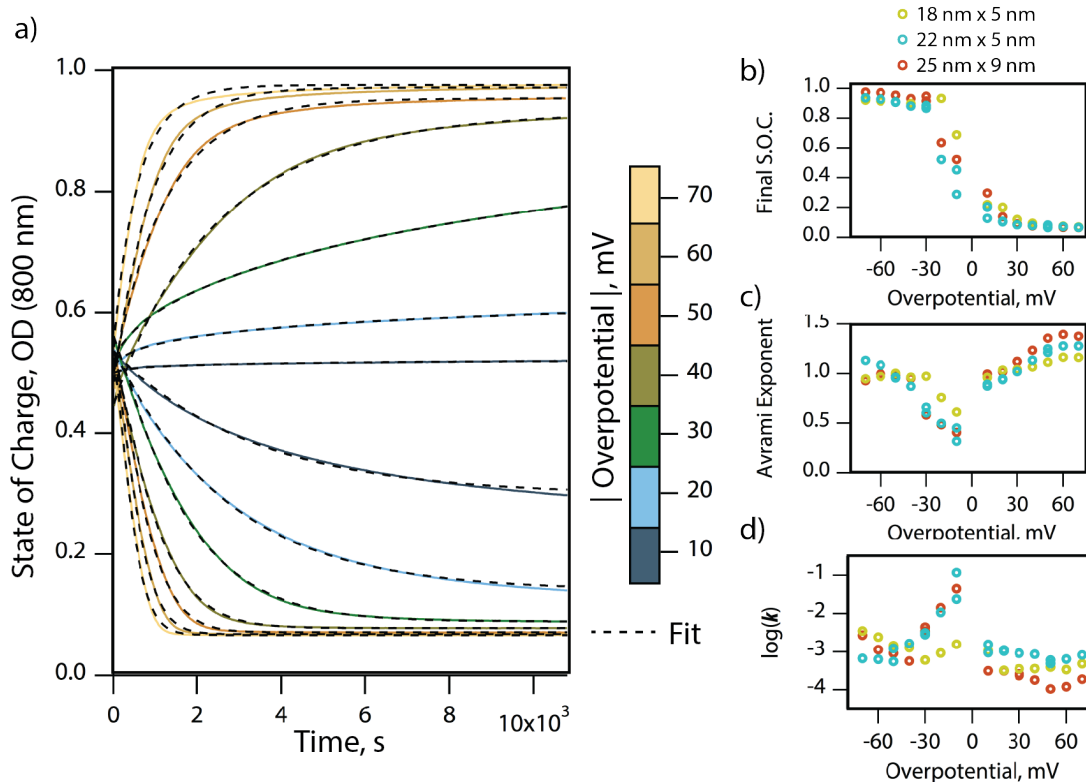 a)
State of Charge, OD (800 nm)
1.0
0.8
0.6
0.4
0.2
0.0
0
2
4
6
8
10x10³
Time, s
| Overpotential |, mV
70
60
50
40
30
20
10
Fit
18 nm x 5 nm
22 nm x 5 nm
25 nm x 9 nm
b)
Final S.O.C.
1.0
0.8
0.6
0.4
0.2
0.0
-60
-30
0
30
60
Overpotential, mV
c)
Avrami Exponent
1.5
1.0
0.5
0.0
-60
-30
0
30
60
Overpotential, mV
d)
log(k)
-1
-2
-3
-4
-60
-30
0
30
60
Overpotential, mV